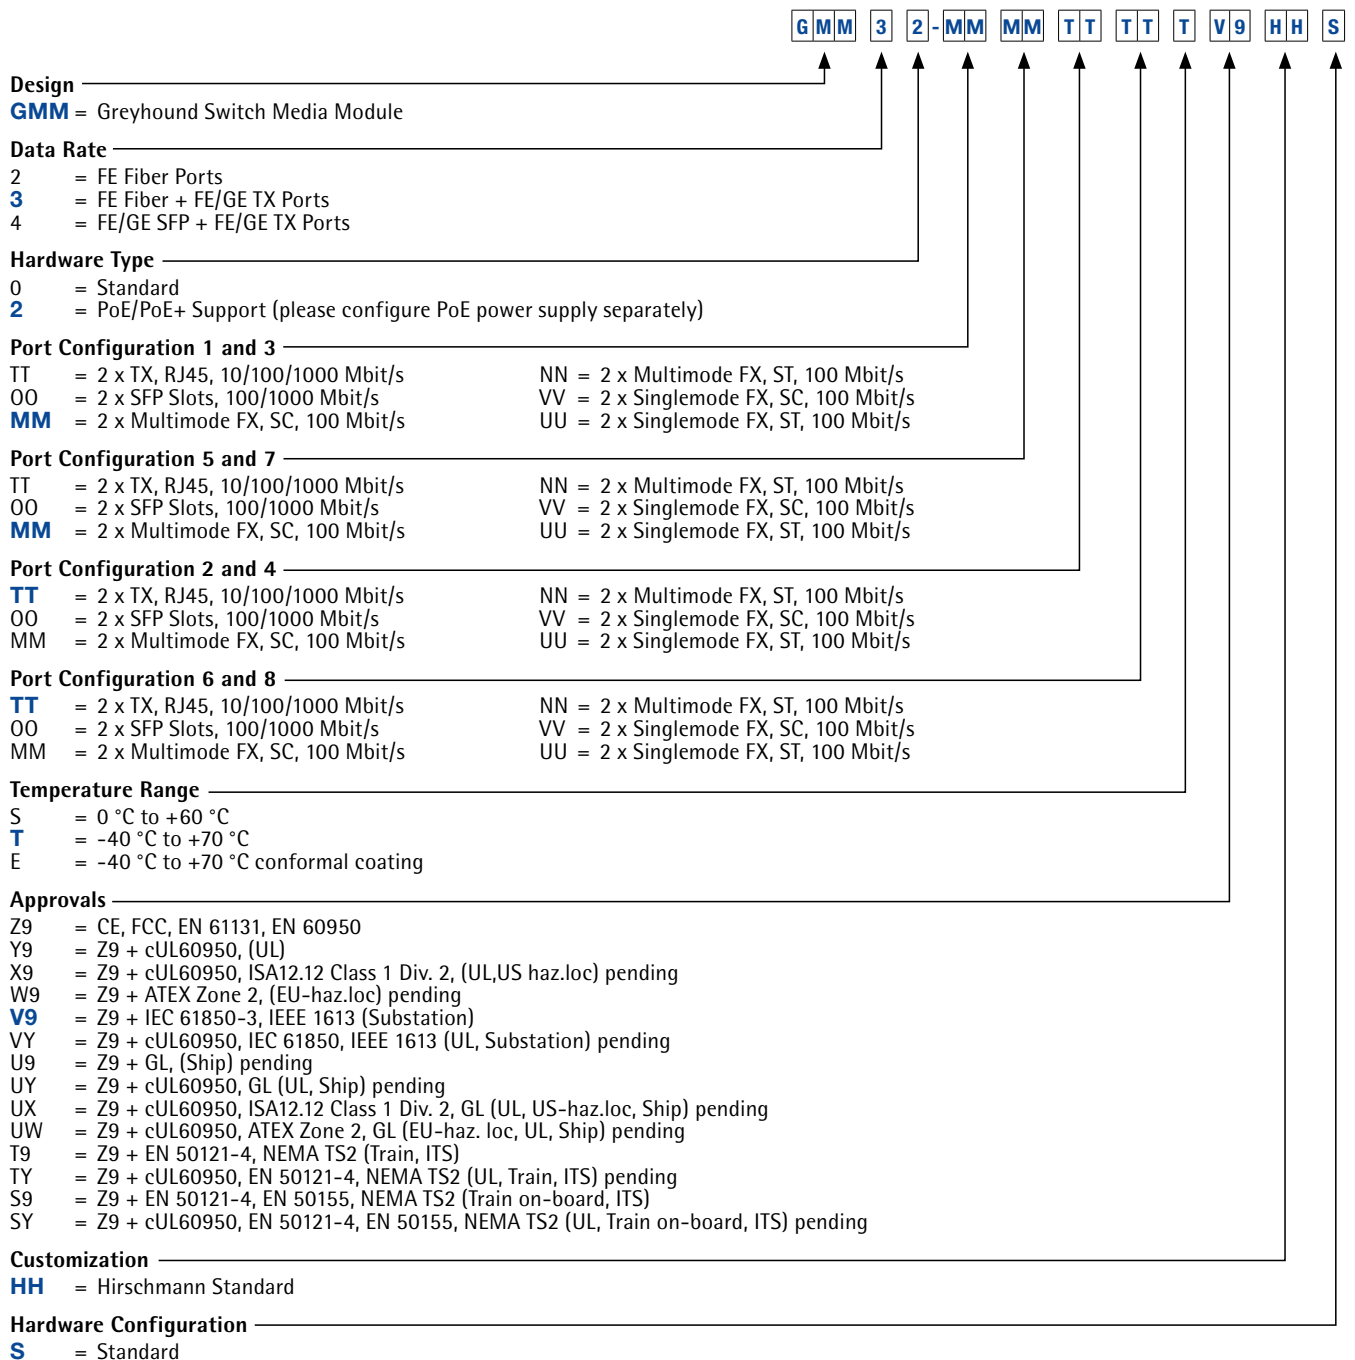 GMM 3 2-MM MM TT TT T V9 HH S
Design
GMM = Greyhound Switch Media Module
Data Rate
2 = FE Fiber Ports
3 = FE Fiber + FE/GE TX Ports
4 = FE/GE SFP + FE/GE TX Ports
Hardware Type
0 = Standard
2 = PoE/PoE+ Support (please configure PoE power supply separately)
Port Configuration 1 and 3
TT = 2 x TX, RJ45, 10/100/1000 Mbit/s NN = 2 x Multimode FX, ST, 100 Mbit/s
OO = 2 x SFP Slots, 100/1000 Mbit/s VV = 2 x Singlemode FX, SC, 100 Mbit/s
MM = 2 x Multimode FX, SC, 100 Mbit/s UU = 2 x Singlemode FX, ST, 100 Mbit/s
Port Configuration 5 and 7
TT = 2 x TX, RJ45, 10/100/1000 Mbit/s NN = 2 x Multimode FX, ST, 100 Mbit/s
OO = 2 x SFP Slots, 100/1000 Mbit/s VV = 2 x Singlemode FX, SC, 100 Mbit/s
MM = 2 x Multimode FX, SC, 100 Mbit/s UU = 2 x Singlemode FX, ST, 100 Mbit/s
Port Configuration 2 and 4
TT = 2 x TX, RJ45, 10/100/1000 Mbit/s NN = 2 x Multimode FX, ST, 100 Mbit/s
OO = 2 x SFP Slots, 100/1000 Mbit/s VV = 2 x Singlemode FX, SC, 100 Mbit/s
MM = 2 x Multimode FX, SC, 100 Mbit/s UU = 2 x Singlemode FX, ST, 100 Mbit/s
Port Configuration 6 and 8
TT = 2 x TX, RJ45, 10/100/1000 Mbit/s NN = 2 x Multimode FX, ST, 100 Mbit/s
OO = 2 x SFP Slots, 100/1000 Mbit/s VV = 2 x Singlemode FX, SC, 100 Mbit/s
MM = 2 x Multimode FX, SC, 100 Mbit/s UU = 2 x Singlemode FX, ST, 100 Mbit/s
Temperature Range
S = 0 °C to +60 °C
T = -40 °C to +70 °C
E = -40 °C to +70 °C conformal coating
Approvals
Z9 = CE, FCC, EN 61131, EN 60950
Y9 = Z9 + cUL60950, (UL)
X9 = Z9 + cUL60950, ISA12.12 Class 1 Div. 2, (UL,US haz.loc) pending
W9 = Z9 + ATEX Zone 2, (EU-haz.loc) pending
V9 = Z9 + IEC 61850-3, IEEE 1613 (Substation)
VY = Z9 + cUL60950, IEC 61850, IEEE 1613 (UL, Substation) pending
U9 = Z9 + GL, (Ship) pending
UY = Z9 + cUL60950, GL (UL, Ship) pending
UX = Z9 + cUL60950, ISA12.12 Class 1 Div. 2, GL (UL, US-haz.loc, Ship) pending
UW = Z9 + cUL60950, ATEX Zone 2, GL (EU-haz. loc, UL, Ship) pending
T9 = Z9 + EN 50121-4, NEMA TS2 (Train, ITS)
TY = Z9 + cUL60950, EN 50121-4, NEMA TS2 (UL, Train, ITS) pending
S9 = Z9 + EN 50121-4, EN 50155, NEMA TS2 (Train on-board, ITS)
SY = Z9 + cUL60950, EN 50121-4, EN 50155, NEMA TS2 (UL, Train on-board, ITS) pending
Customization
HH = Hirschmann Standard
Hardware Configuration
S = Standard